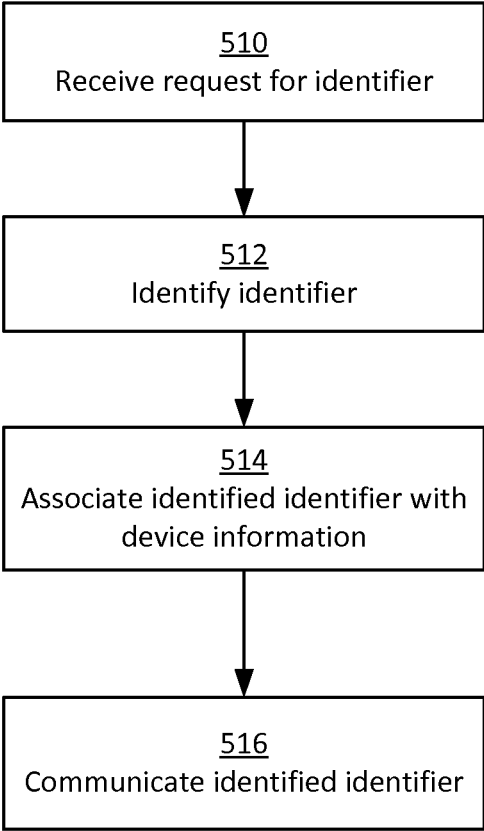 510
Receive request for identifier
512
Identify identifier
514
Associate identified identifier with
device information
516
Communicate identified identifier